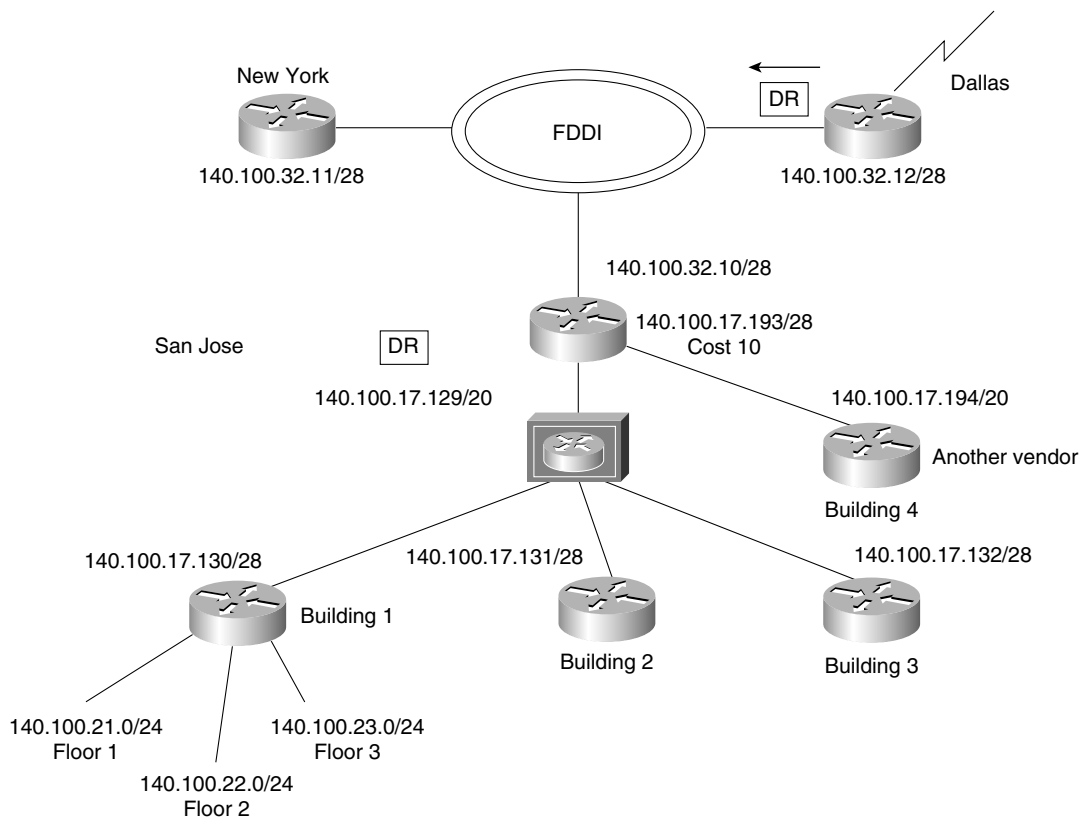 New York
DR
Dallas
FDDI
140.100.32.11/28
140.100.32.12/28
140.100.32.10/28
140.100.17.193/28
Cost 10
San Jose
DR
140.100.17.129/20
140.100.17.194/20
Another vendor
Building 4
140.100.17.130/28
140.100.17.131/28
140.100.17.132/28
Building 1
Building 2
Building 3
140.100.21.0/24
Floor 1
140.100.23.0/24
Floor 3
140.100.22.0/24
Floor 2